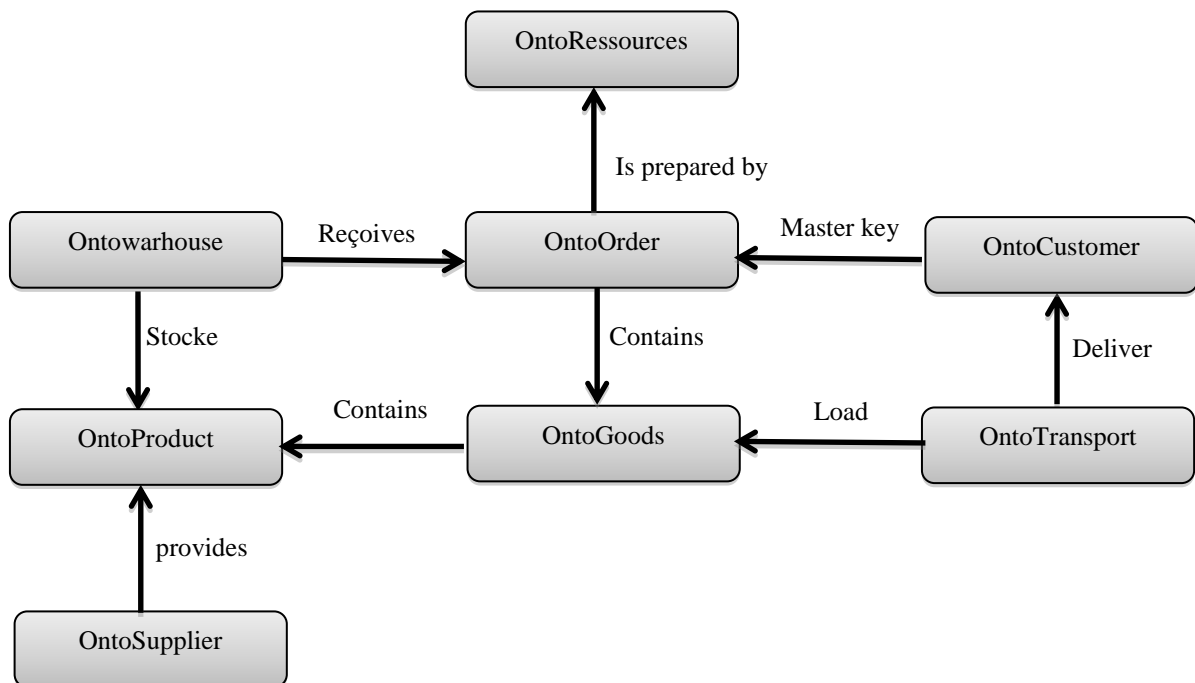 OntoRessources
Is prepared by
Ontowarhouse
Reçoives
OntoOrder
Master key
OntoCustomer
Stocke
Contains
Deliver
OntoProduct
Contains
OntoGoods
Load
OntoTransport
provides
OntoSupplier